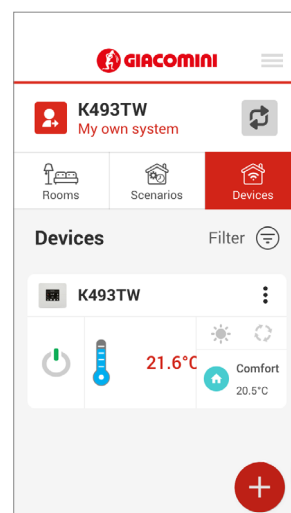 GIACOMINI
K493TW
My own system
Rooms
Scenarios
Devices
Devices
Filter
K493TW
21.6°C
Comfort
20.5°C